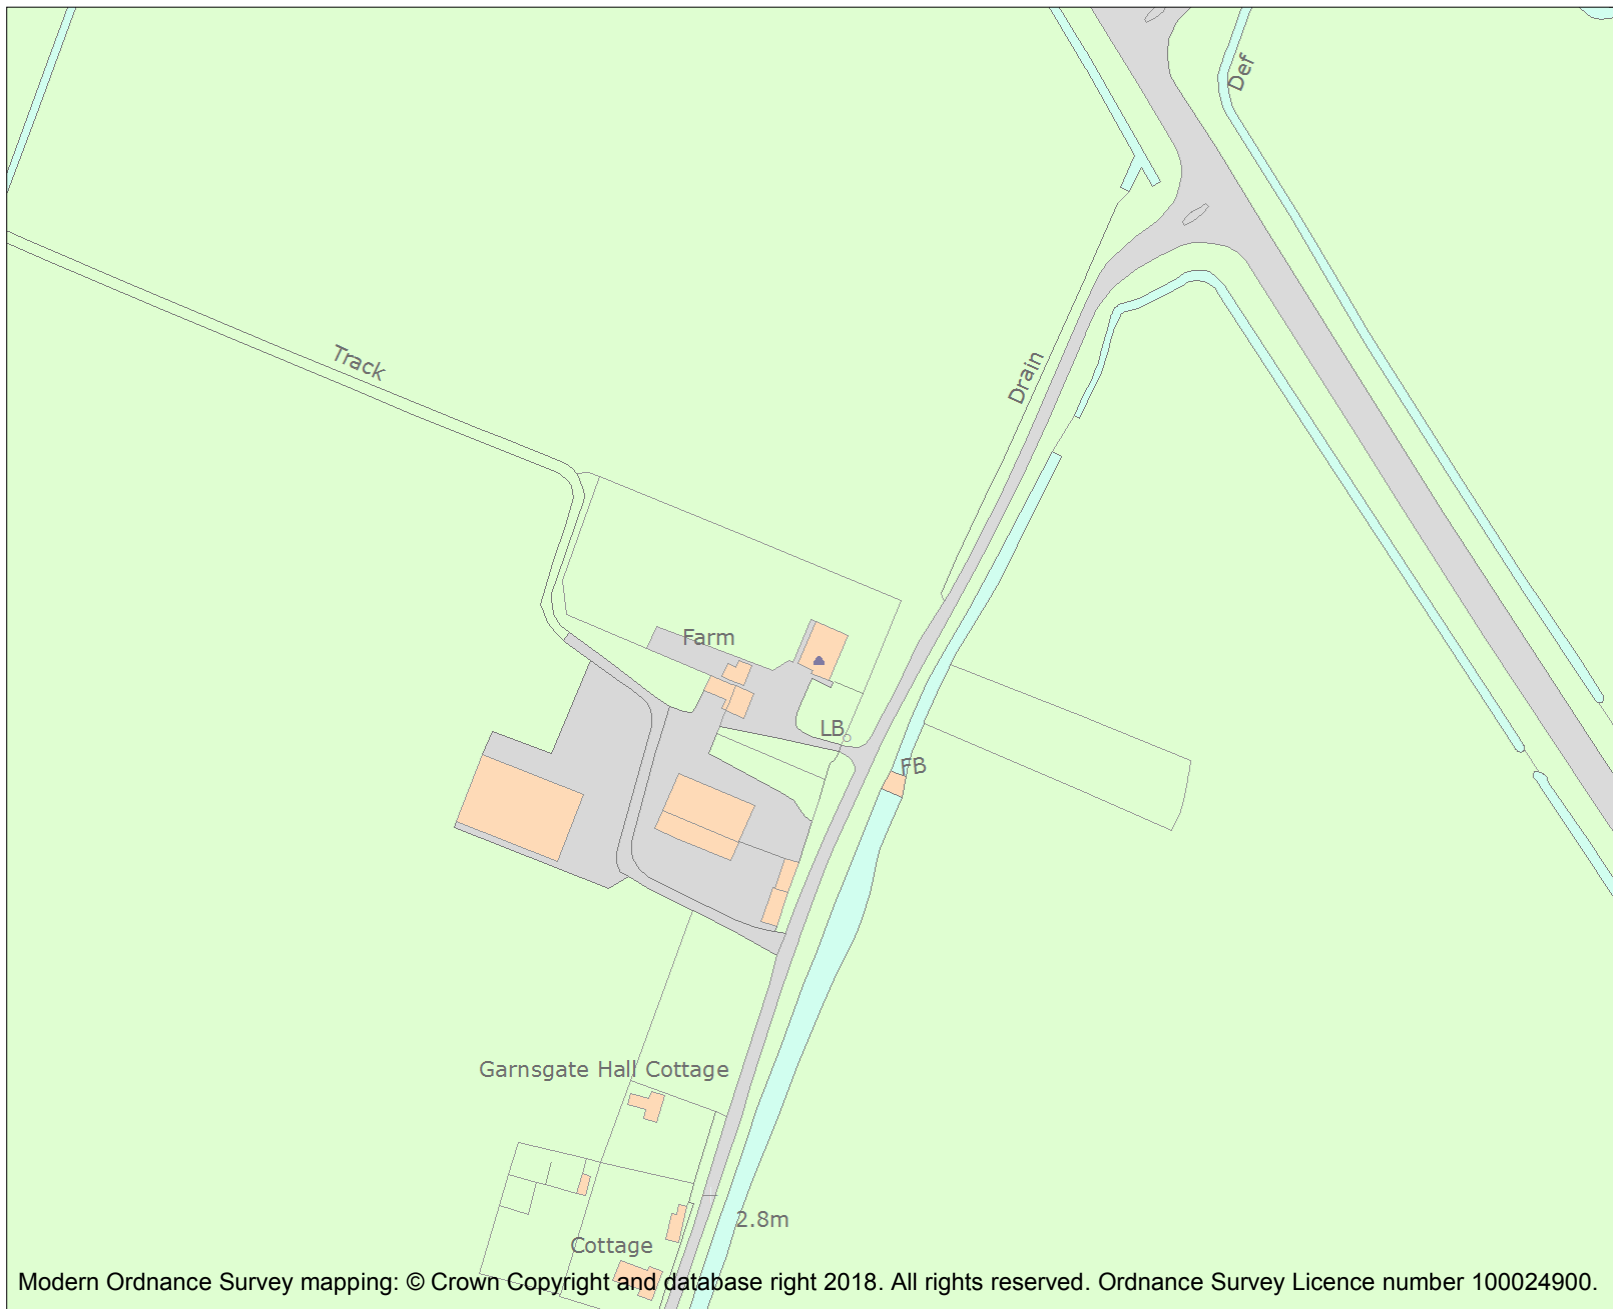 Def
Track
Drain
Farm
LB
FB
Garnsgate Hall Cottage
2.8m
Cottage
Modern Ordnance Survey mapping: © Crown Copyright and database right 2018. All rights reserved. Ordnance Survey Licence number 100024900.